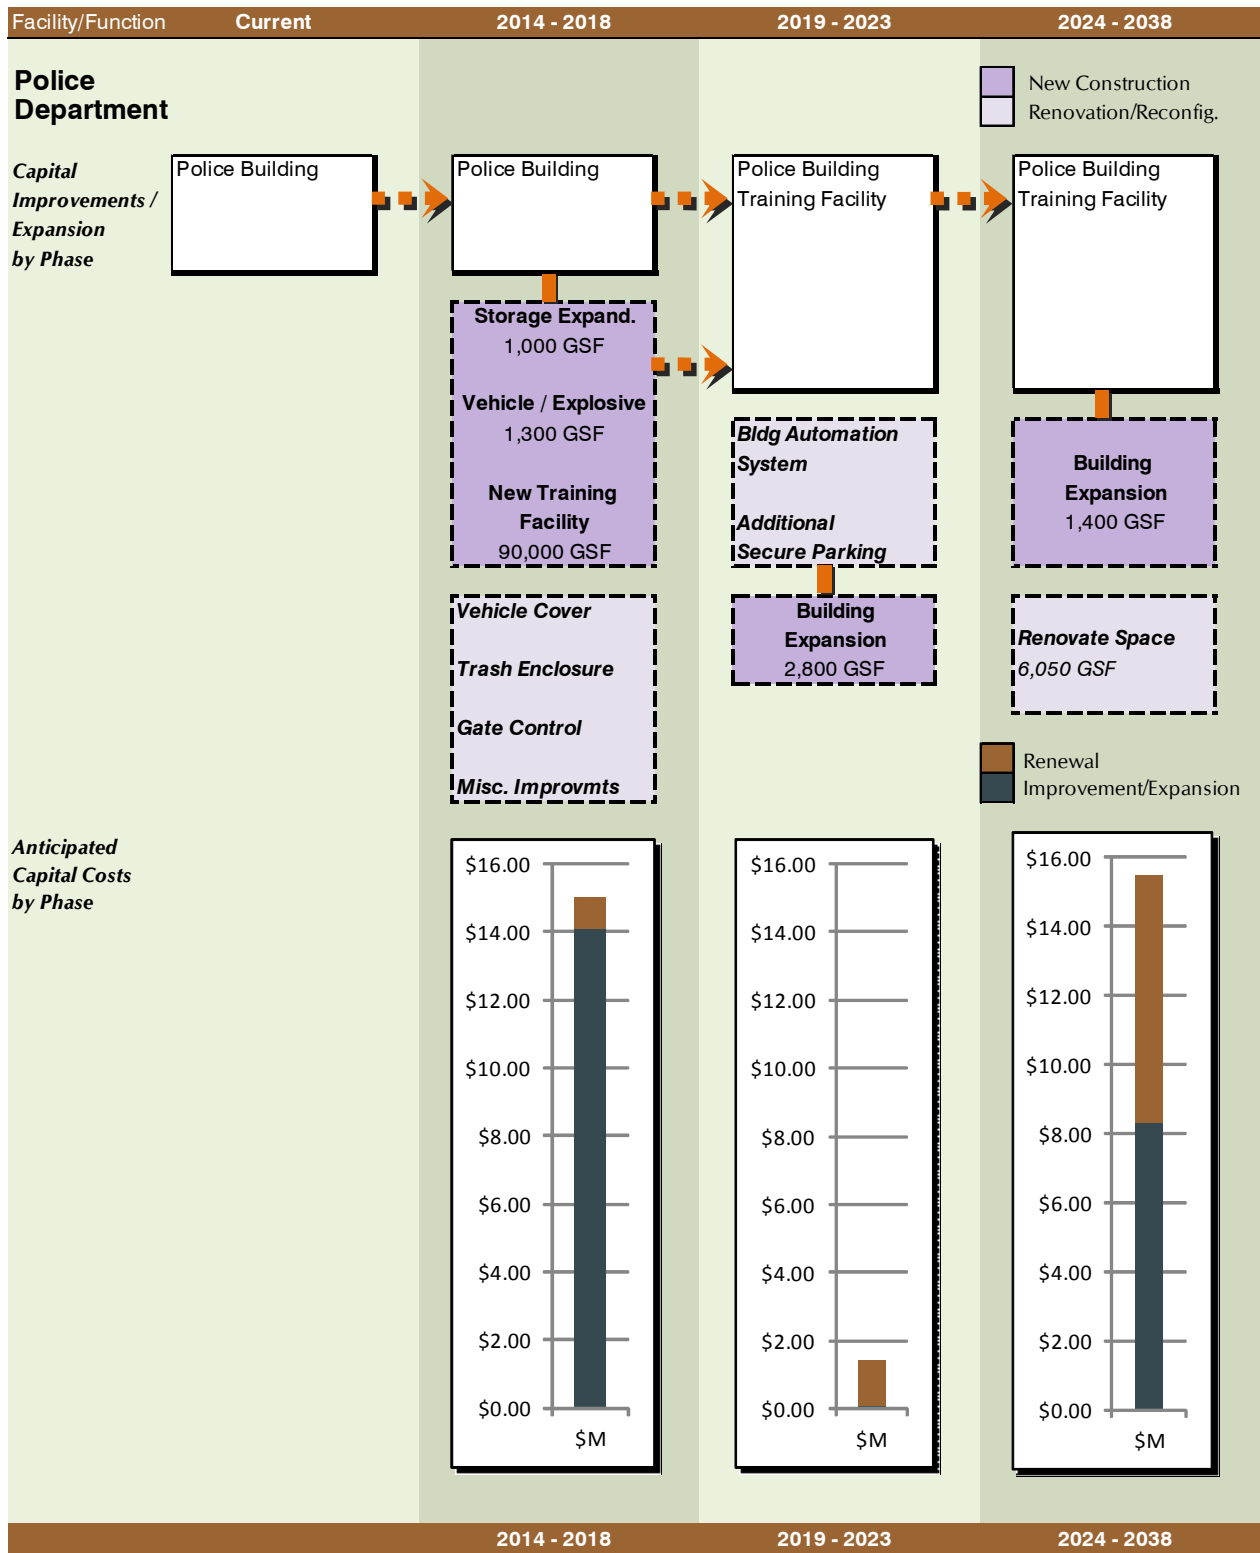 Facility/Function Current 2014 - 2018 2019 - 2023 2024 - 2038
Police
Department
New Construction
Renovation/Reconfig.
Capital
Improvements /
Expansion
by Phase
Police Building
Police Building
Police Building
Training Facility
Police Building
Training Facility
Storage Expand.
1,000 GSF
Vehicle / Explosive
1,300 GSF
New Training
Facility
90,000 GSF
Bldg Automation
System
Additional
Secure Parking
Building
Expansion
1,400 GSF
Vehicle Cover
Trash Enclosure
Gate Control
Misc. Improvmts
Building
Expansion
2,800 GSF
Renovate Space
6,050 GSF
Renewal
Improvement/Expansion
Anticipated
Capital Costs
by Phase
$16.00
$14.00
$12.00
$10.00
$8.00
$6.00
$4.00
$2.00
$0.00
$M
$16.00
$14.00
$12.00
$10.00
$8.00
$6.00
$4.00
$2.00
$0.00
$M
$16.00
$14.00
$12.00
$10.00
$8.00
$6.00
$4.00
$2.00
$0.00
$M
2014 - 2018 2019 - 2023 2024 - 2038